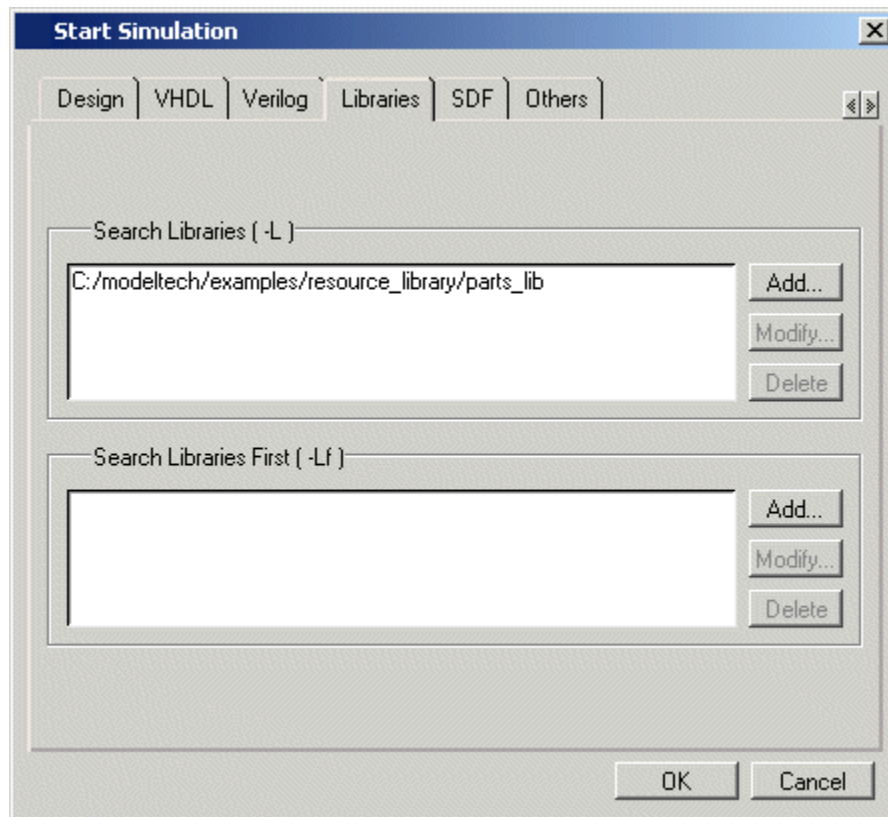 Start Simulation
Design VHDL Verilog Libraries SDF Others
Search Libraries ( -L )
C:/modeltech/examples/resource_library/parts_lib
Add...
Modify...
Delete
Search Libraries First ( -Lf )
Add...
Modify...
Delete
OK Cancel